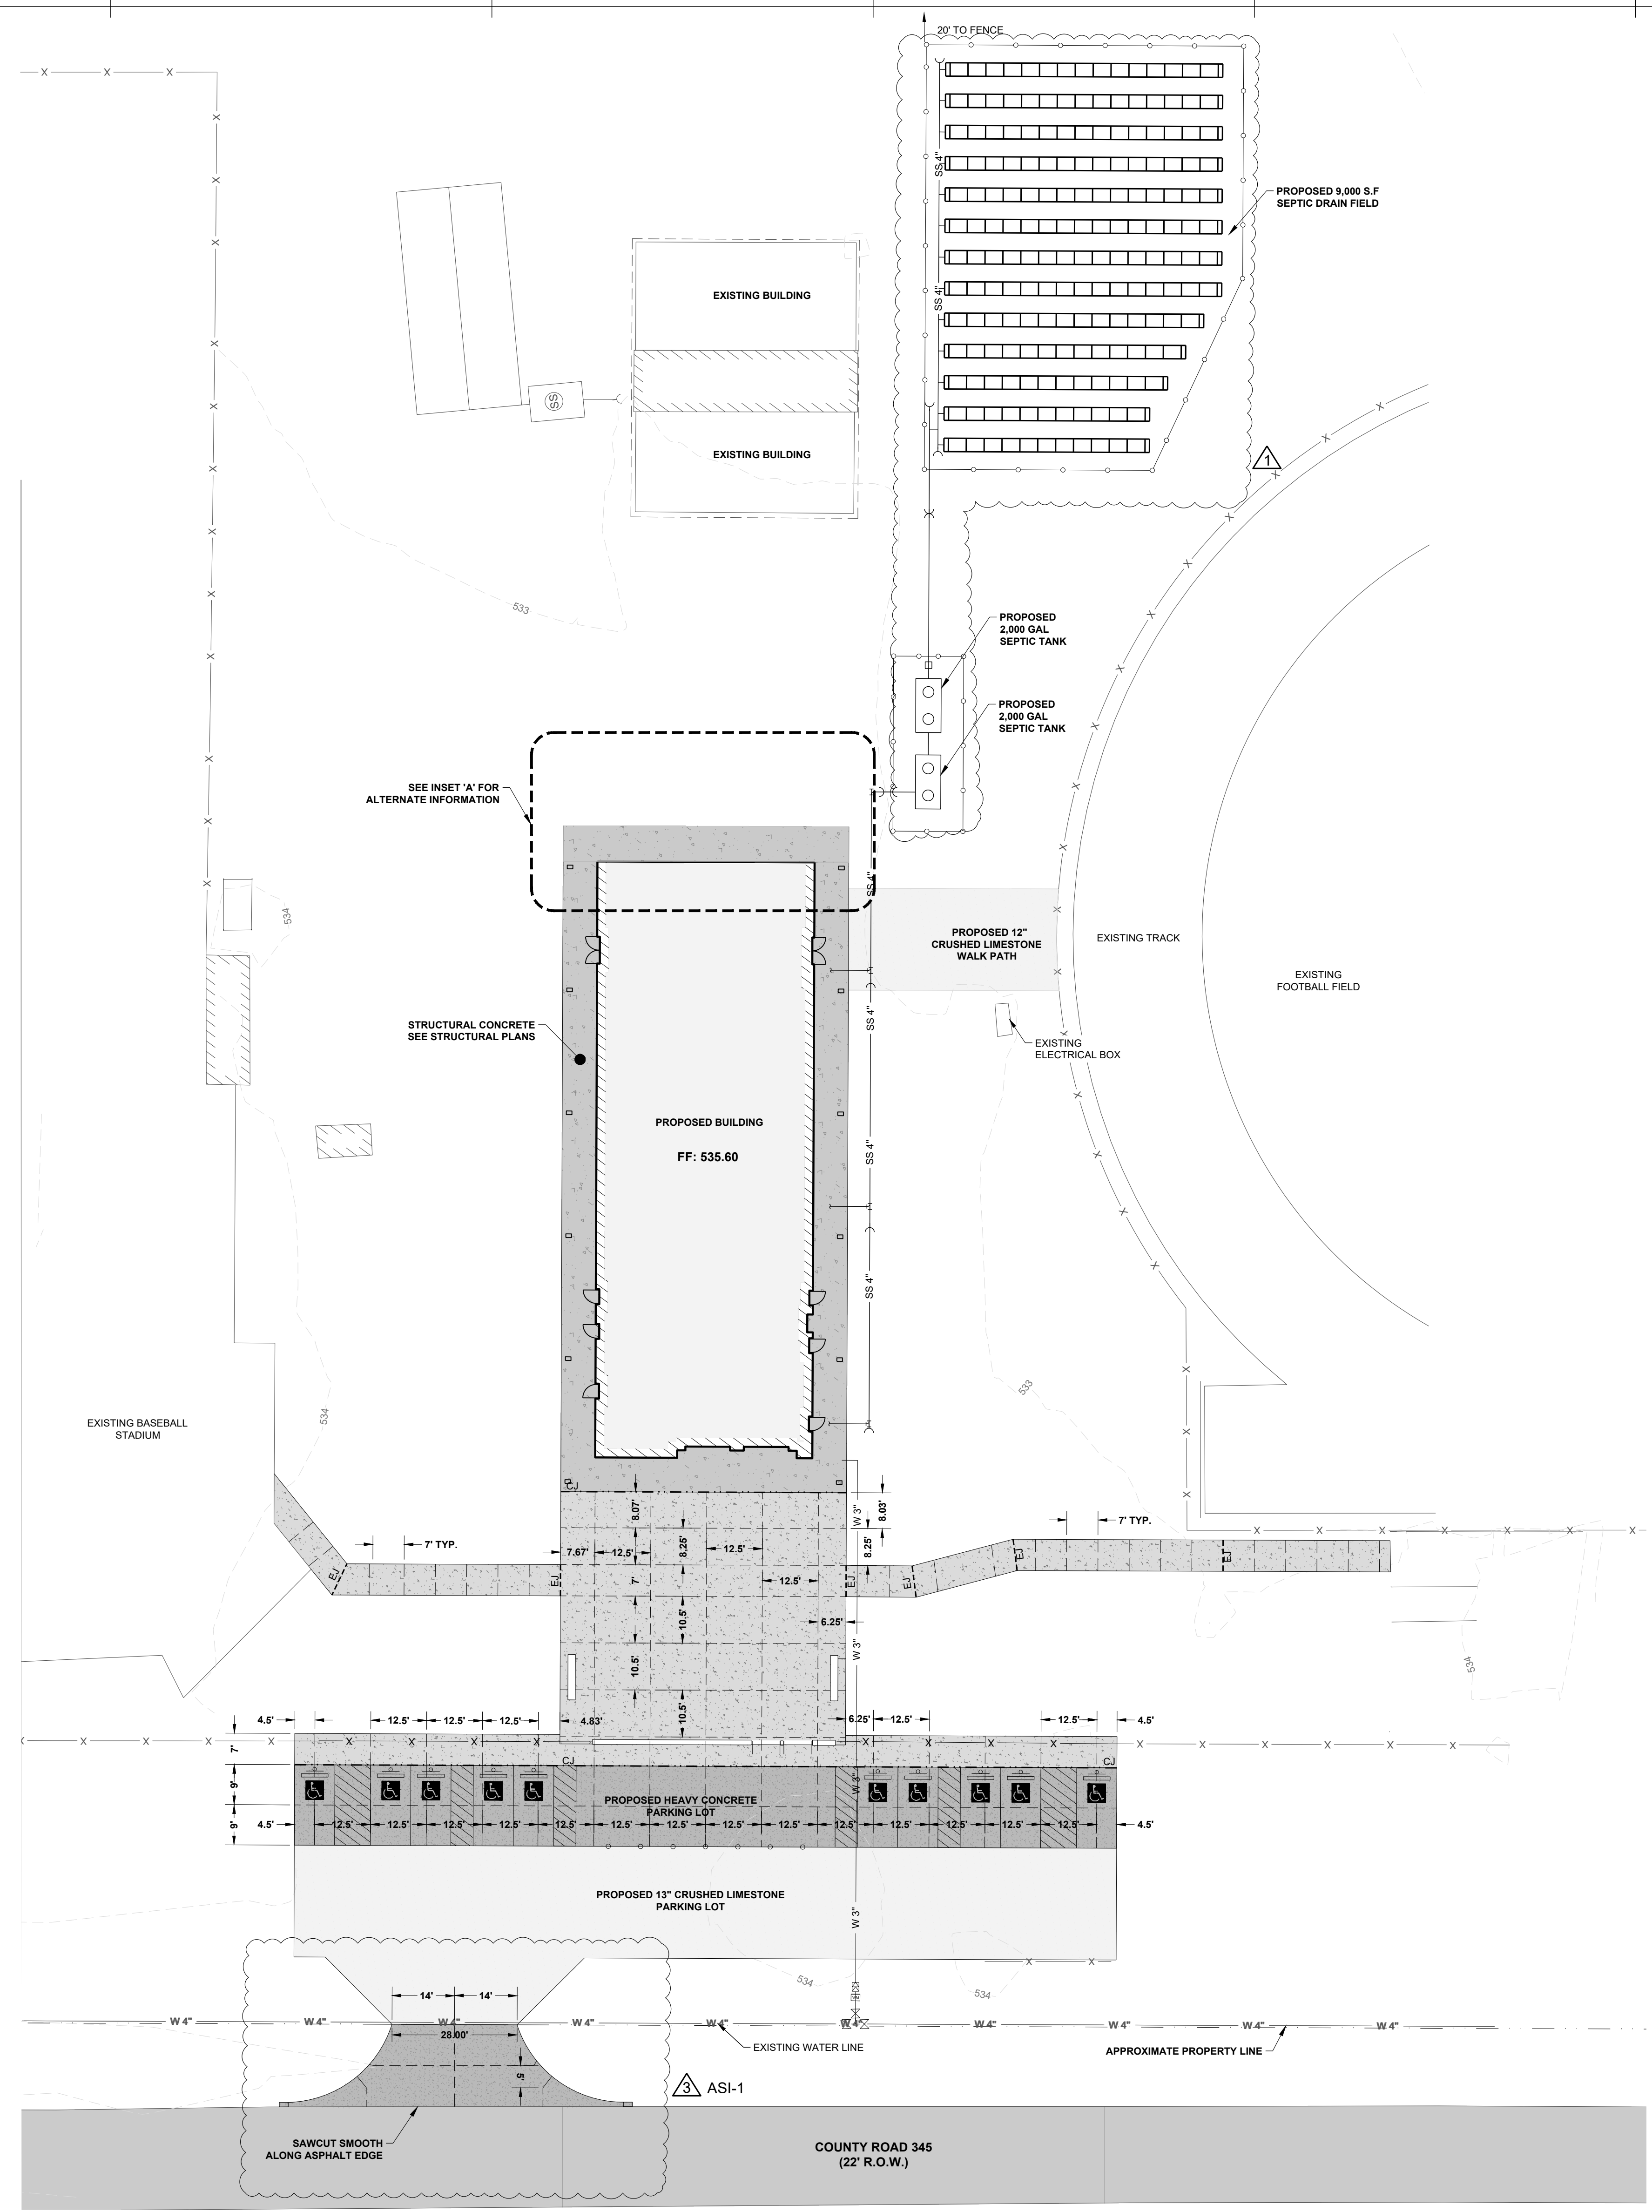 20' TO FENCE
X X X
SS 4"
PROPOSED 9,000 S.F
SEPTIC DRAIN FIELD
EXISTING BUILDING
SS 4"
SS
EXISTING BUILDING
1
533
PROPOSED
2,000 GAL
SEPTIC TANK
PROPOSED
2,000 GAL
SEPTIC TANK
SEE INSET 'A' FOR
ALTERNATE INFORMATION
SS 4"
534
PROPOSED 12"
CRUSHED LIMESTONE
WALK PATH
EXISTING TRACK
EXISTING
FOOTBALL FIELD
STRUCTURAL CONCRETE
SEE STRUCTURAL PLANS
SS 4"
EXISTING
ELECTRICAL BOX
PROPOSED BUILDING
FF: 535.60
SS 4"
SS 4"
533
534
EXISTING BASEBALL
STADIUM
CJ
8.07'
W 3"
8.03'
7' TYP.
7' TYP.
7.67' 12.5' 8.25' 12.5' 8.25'
EJ EJ 7' 12.5' EJ EJ EJ EJ
10.5' 6.25'
10.5' W 3"
534
10.5'
4.5' 12.5' 12.5' 12.5' 4.83' 6.25' 12.5' 12.5' 4.5'
7' X X X X X X X X X X X X X X X
CJ CJ
9' W 3"
PROPOSED HEAVY CONCRETE
PARKING LOT
9' 4.5' 12.5' 12.5' 12.5' 12.5' 12.5' 12.5' 12.5' 12.5' 12.5' 12.5' 12.5' 12.5' 12.5' 12.5' 4.5'
PROPOSED 13" CRUSHED LIMESTONE
PARKING LOT
W 3"
X X
534 534
14' 14'
W 4" W 4" W 4" W 4" W 4" W 4" W 4" W 4" W 4" W 4"
28.00'
EXISTING WATER LINE
APPROXIMATE PROPERTY LINE
5'
3 ASI-1
SAWCUT SMOOTH
ALONG ASPHALT EDGE
COUNTY ROAD 345
(22' R.O.W.)